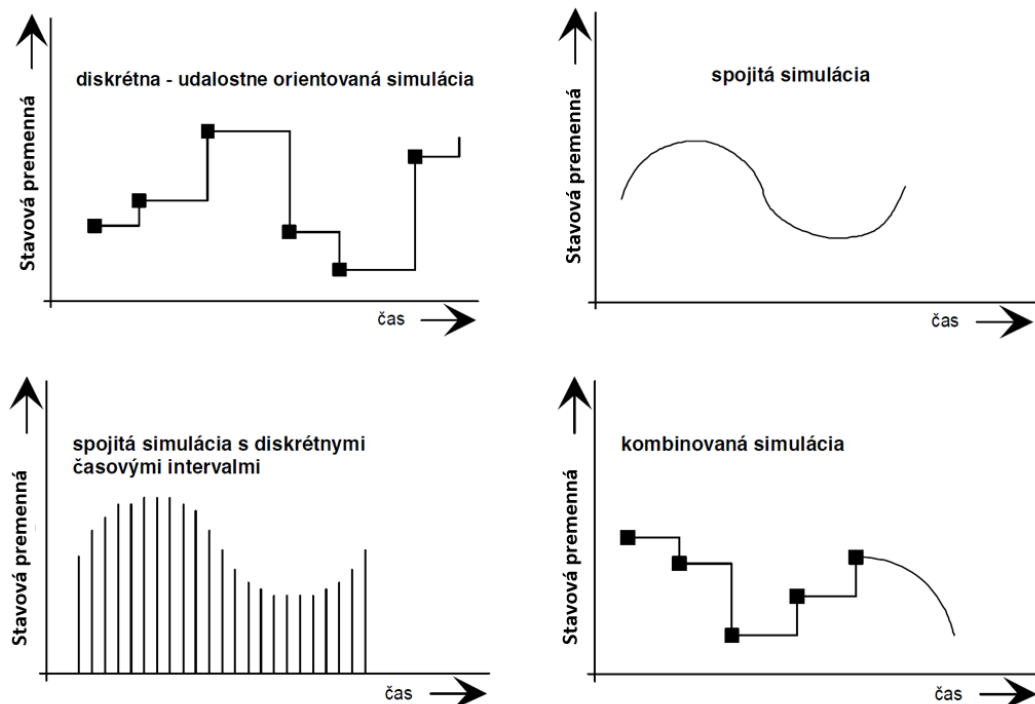 diskrétna - udalostne orientovaná simulácia
Stavová premenná
čas
spojitá simulácia
Stavová premenná
čas
spojitá simulácia s diskrétnymi
časovými intervalmi
Stavová premenná
čas
kombinovaná simulácia
Stavová premenná
čas